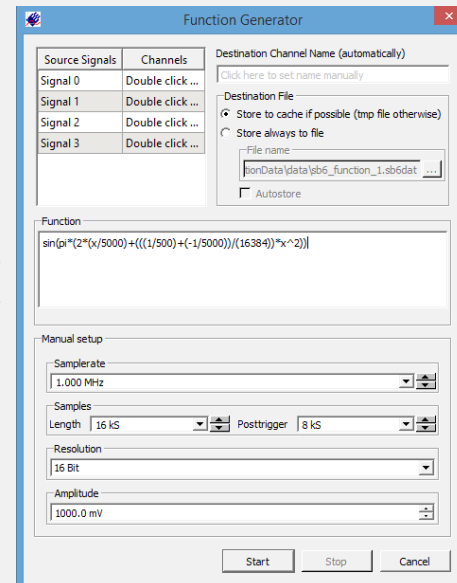 Function Generator
Source Signals Channels
Signal 0 Double click ...
Signal 1 Double click ...
Signal 2 Double click ...
Signal 3 Double click ...
Destination Channel Name (automatically)
Click here to set name manually
Destination File
Store to cache if possible (tmp file otherwise)
Store always to file
File name
tionData\data\sb6_function_1.sb6dat ...
Autostore
Function
sin(pi*(2*(x/5000)+(((1/500)+(-1/5000))/(16384))*x^2))
Manual setup
Samplerate
1.000 MHz
Samples
Length 16 kS Posttrigger 8 kS
Resolution
16 Bit
Amplitude
1000.0 mV
Start Stop Cancel